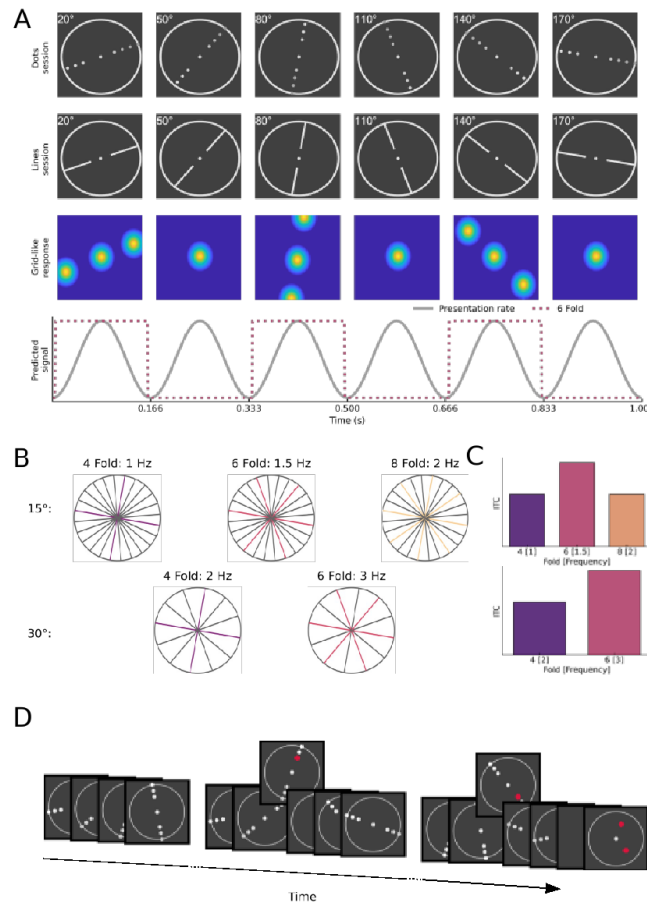 A
Dots
session
20° 50° 80° 110° 140° 170°
Lines
session
20° 50° 80° 110° 140° 170°
Grid-like
response
Presentation rate 6 Fold
Predicted
signal
0.166 0.333 0.500 0.666 0.833 1.00
Time (s)
B
4 Fold: 1 Hz 6 Fold: 1.5 Hz 8 Fold: 2 Hz
15°:
4 Fold: 2 Hz 6 Fold: 3 Hz
30°:
C
ITC
4 [1] 6 [1.5] 8 [2]
Fold [Frequency]
ITC
4 [2] 6 [3]
Fold [Frequency]
D
Time